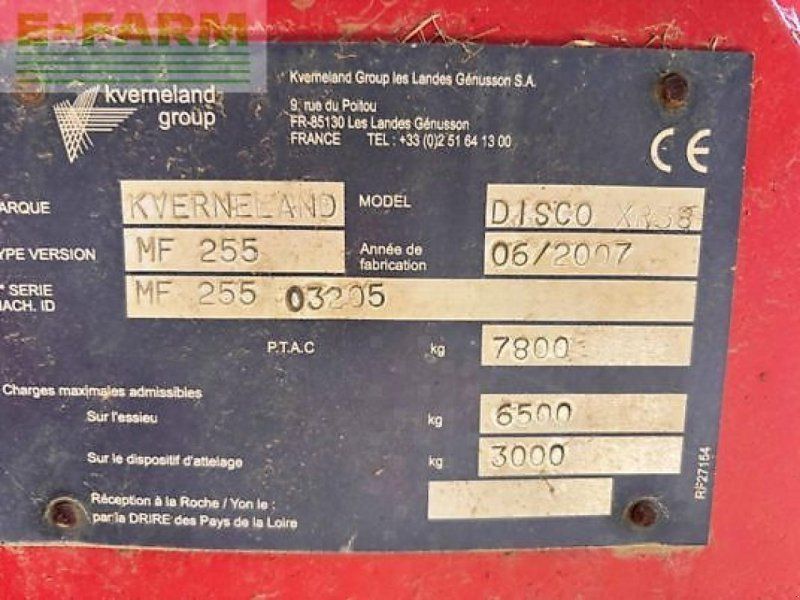 E-FARM
kverneland
group
Kverneland Group les Landes Génusson S.A.
9, rue du Poitou
FR-85130 Les Landes Génusson
FRANCE TEL : +33 (0)2 51 64 13 00
CE
ARQUE KVERNELAND MODEL DISCO
YPE VERSION MF 255 Année de fabrication 06/2007
° SERIE
ACH. ID MF 255 03205
P.T.A.C kg 7800
Charges maximales admissibles
Sur l'essieu kg 6500
Sur le dispositif d'attelage kg 3000
Réception à la Roche / Yon le :
par la DRIRE des Pays de la Loire
RF27154